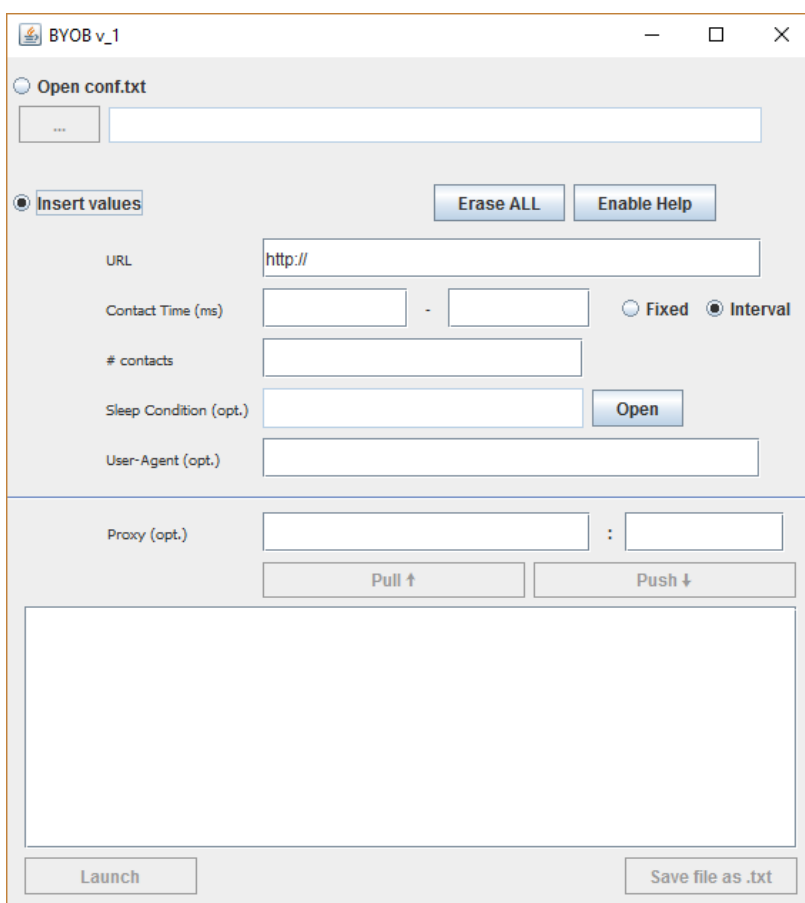 BYOB v_1
Open conf.txt
...
Insert values Erase ALL Enable Help
URL http://
Contact Time (ms) - Fixed Interval
# contacts
Sleep Condition (opt.) Open
User-Agent (opt.)
Proxy (opt.) :
Pull ↑ Push ↓
Launch Save file as .txt